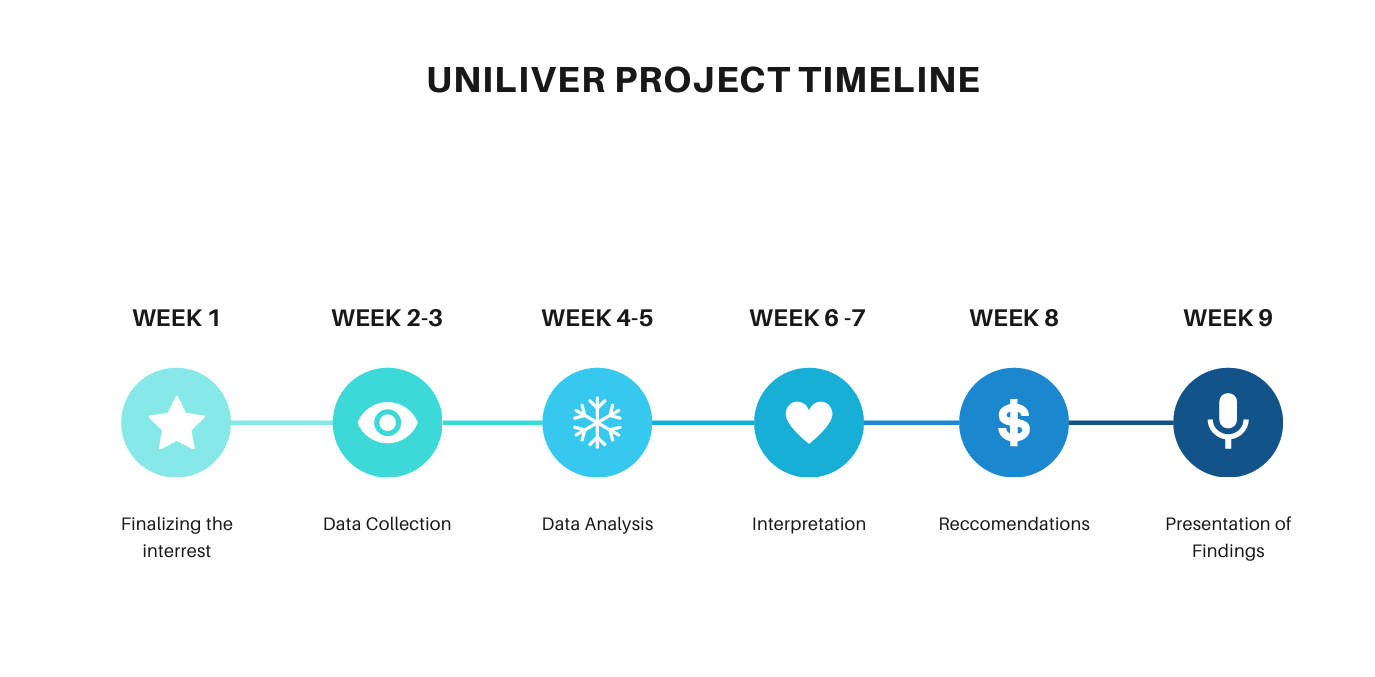 UNILIVER PROJECT TIMELINE
WEEK 1
WEEK 2-3
WEEK 4-5
WEEK 6 -7
WEEK 8
WEEK 9
Finalizing the
interrest
Data Collection
Data Analysis
Interpretation
Reccomendations
Presentation of
Findings